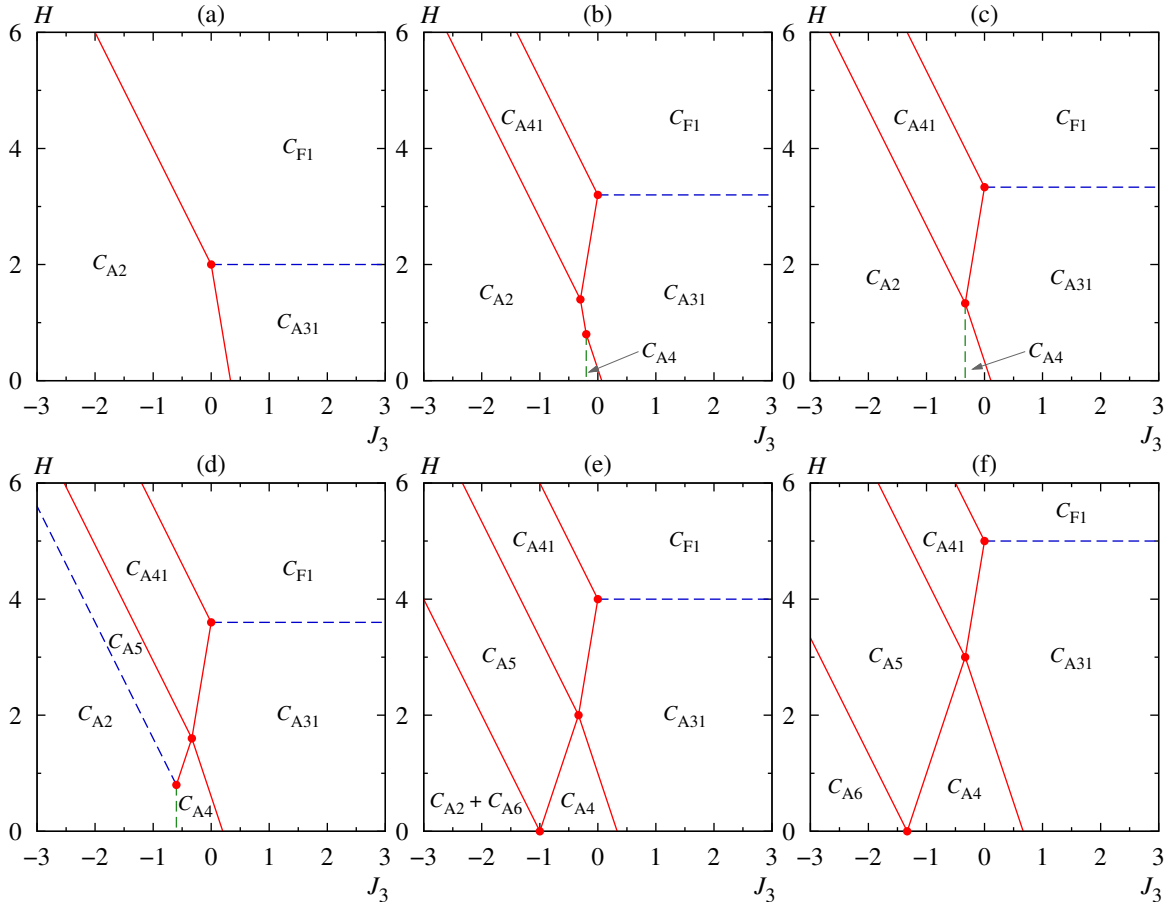 H (a)
6
4
2
0
C_F1
C_A2
C_A31
−3 −2 −1 0 1 2 3
J_3
(b)
6
4
2
0
C_A41
C_F1
C_A2
C_A31
C_A4
−3 −2 −1 0 1 2 3
J_3
H (c)
6
4
2
0
C_A41
C_F1
C_A2
C_A31
C_A4
−3 −2 −1 0 1 2 3
J_3
H (d)
6
4
2
0
C_A41
C_F1
C_A5
C_A2
C_A31
C_A4
−3 −2 −1 0 1 2 3
J_3
H (e)
6
4
2
0
C_A41
C_F1
C_A5
C_A31
C_A2 + C_A6
C_A4
−3 −2 −1 0 1 2 3
J_3
H (f)
6
4
2
0
C_F1
C_A41
C_A5
C_A31
C_A6
C_A4
−3 −2 −1 0 1 2 3
J_3